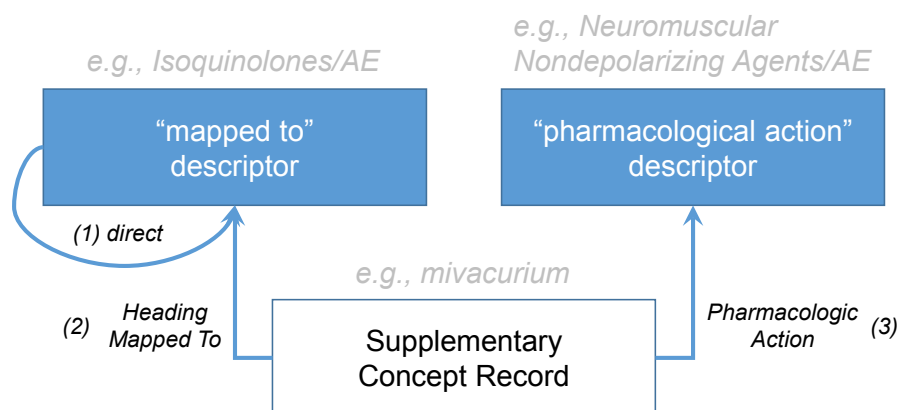 e.g., Isoquinolones/AE
e.g., Neuromuscular
Nondepolarizing Agents/AE
“mapped to”
descriptor
“pharmacological action”
descriptor
(1) direct
e.g., mivacurium
(2) Heading
Mapped To
Supplementary
Concept Record
Pharmacologic (3)
Action